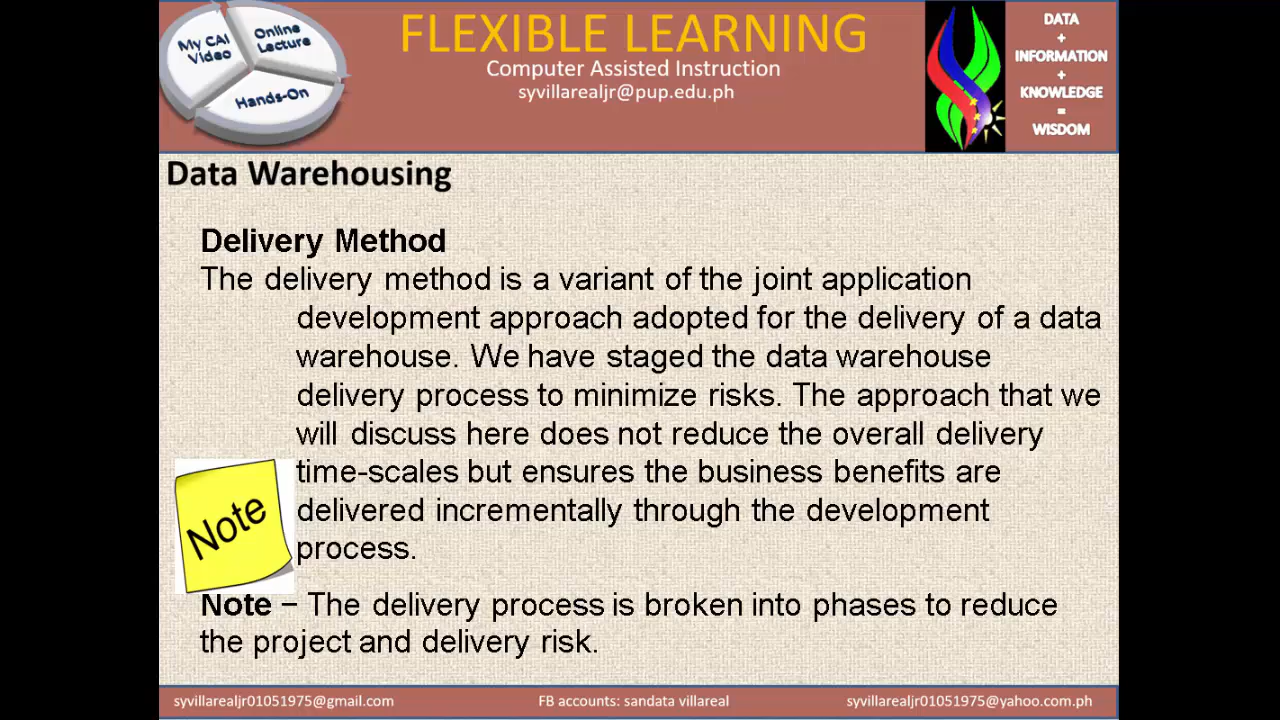 My CAI
Video
Online
Lecture
Hands-On
FLEXIBLE LEARNING
Computer Assisted Instruction
syvillarealjr@pup.edu.ph
DATA
+
INFORMATION
+
KNOWLEDGE
=
WISDOM
Data Warehousing
Delivery Method
The delivery method is a variant of the joint application
development approach adopted for the delivery of a data
warehouse. We have staged the data warehouse
delivery process to minimize risks. The approach that we
will discuss here does not reduce the overall delivery
time-scales but ensures the business benefits are
delivered incrementally through the development
process.
Note
Note − The delivery process is broken into phases to reduce
the project and delivery risk.
syvillarealjr01051975@gmail.com
FB accounts: sandata villareal
syvillarealjr01051975@yahoo.com.ph